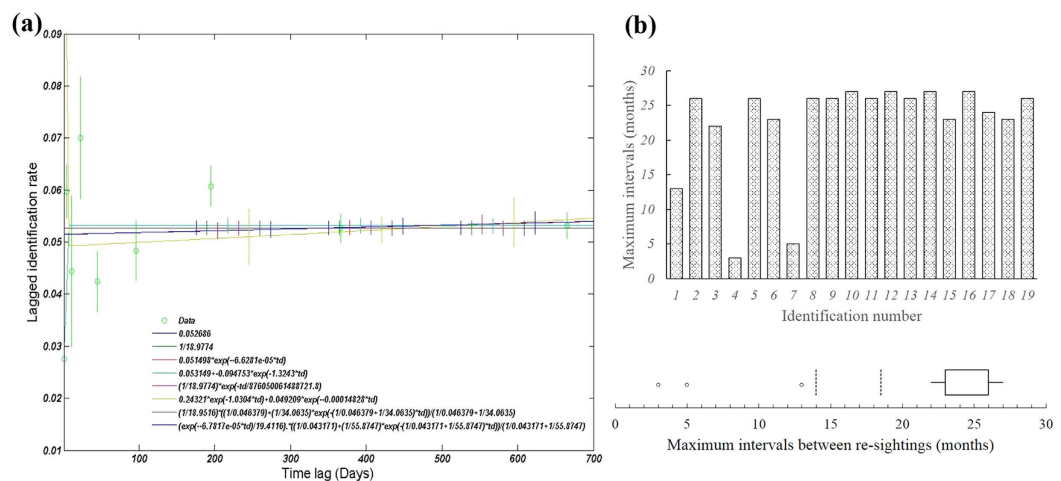 (a)
Lagged identification rate
0.09
0.08
0.07
0.06
0.05
0.04
0.03
0.02
0.01
100 200 300 400 500 600 700
Time lag (Days)
Data
0.052686
1/18.9774
0.051498*exp(--6.6281e-05*td)
0.053149+-0.094753*exp(-1.3243*td)
(1/18.9774)*exp(-td/876050061488721.8)
0.24321*exp(-1.0304*td)+0.049209*exp(--0.00014828*td)
(1/18.9516)*((1/0.046379)+(1/34.0635)*exp(-(1/0.046379+1/34.0635)*td))/(1/0.046379+1/34.0635)
(exp(--6.7817e-05*td)/19.4116).*((1/0.043171)+(1/55.8747)*exp(-(1/0.043171+1/55.8747)*td))/(1/0.043171+1/55.8747)
(b)
Maximum intervals (months)
30
25
20
15
10
5
0
1 2 3 4 5 6 7 8 9 10 11 12 13 14 15 16 17 18 19
Identification number
0 5 10 15 20 25 30
Maximum intervals between re-sightings (months)